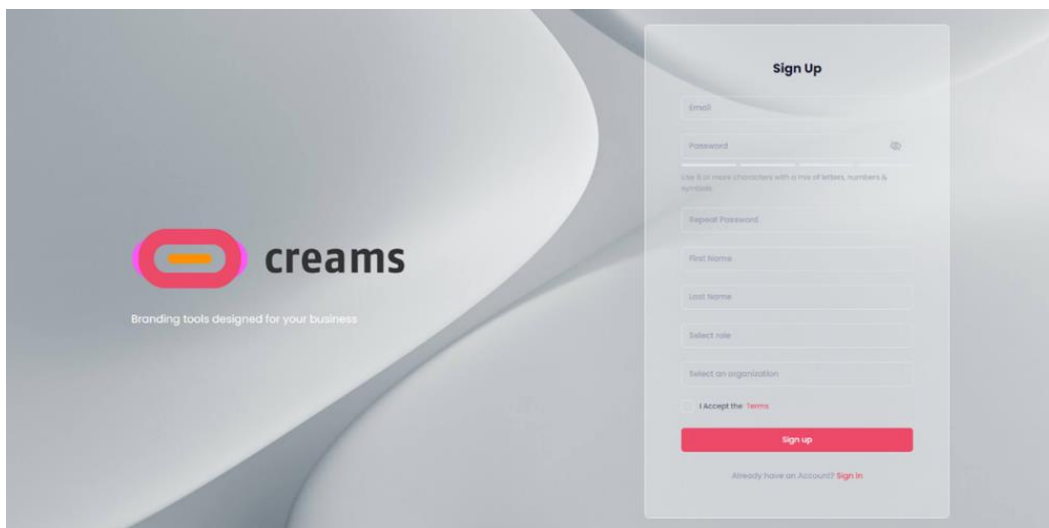 creams
Branding tools designed for your business
Sign Up
Email
Password
Use 8 or more characters with a mix of letters, numbers &
symbols.
Repeat Password
First Name
Last Name
Select role
Select an organization
I Accept the Terms
Sign up
Already have an Account? Sign in